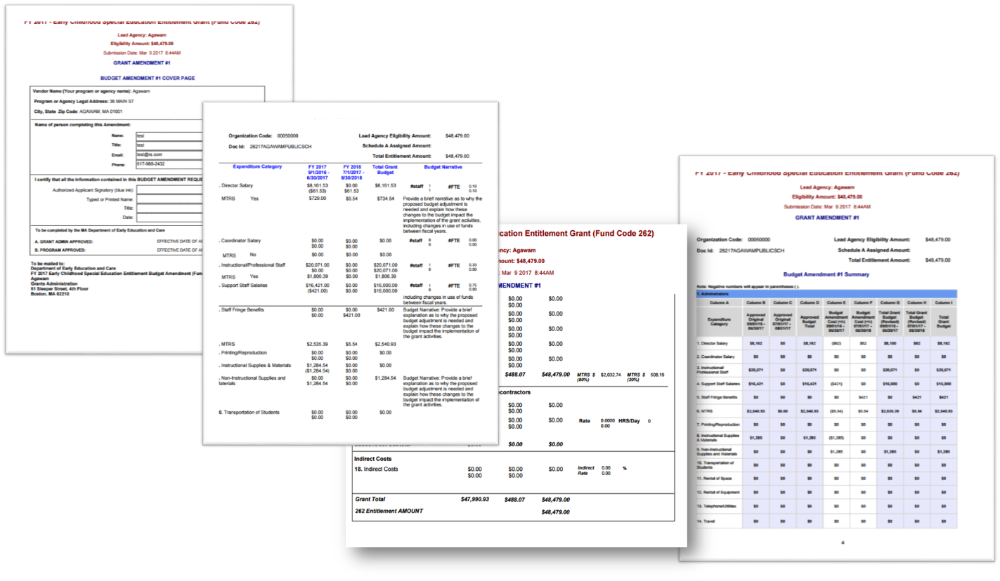 FY 2017 - Early Childhood Special Education Entitlement Grant (Fund Code 262)
Lead Agency: Agawam
Eligibility Amount: $48,479.00
Submission Date: Mar 9 2017 8:44AM
GRANT AMENDMENT #1
BUDGET AMENDMENT #1 COVER PAGE
Vendor Name (Your program or agency name): Agawam
Program or Agency Legal Address: 36 MAIN ST
City, State Zip Code: AGAWAM, MA 01001
Name of person completing this Amendment:
Name: test
Title: test
Email: test@rs.com
Phone: 617-988-2432
I certify that all the information contained in this BUDGET AMENDMENT REQUE
Authorized Applicant Signatory (blue ink):
Typed or Printed Name:
Title:
Date:
To be completed by the MA Department of Early Education and Care
A. GRANT ADMIN APPROVED: EFFECTIVE DATE OF
B. PROGRAM APPROVED: EFFECTIVE DATE OF
To be mailed to:
Department of Early Education and Care
FY 2017 Early Childhood Special Education Entitlement Budget Amendment
Agawam
Grants Administration
51 Sleeper Street, 4th Floor
Boston, MA 02210
Organization Code: 00050000 Lead Agency Eligibility Amount: $48,479.00
Doc Id: 26217AGAWAMPUBLICSCH Schedule A Assigned Amount:
Total Entitlement Amount: $48,479.00
Expenditure Category FY 2017 FY 2018 Total Grant Budget Narrative
9/1/2016 - 7/1/2017 - Budget
6/30/2017 6/30/2018
. Director Salary $8,161.53 $0.00 $8,161.53 #staff 1 #FTE 0.10
($61.53) $61.53 1 0.10
MTRS Yes $729.00 $5.54 $734.54 Provide a brief narrative as to why the
proposed budget adjustment is
needed and explain how these
changes to the budget impact the
implementation of the grant activities,
including changes in use of funds
between fiscal years.
. Coordinator Salary $0.00 $0.00 $0.00 #staff 0 #FTE 0.00
$0.00 $0.00 0 0.00
MTRS No $0.00 $0.00 $0.00
. Instructional/Professional Staff $20,071.00 $0.00 $20,071.00 #staff 1 #FTE 0.33
$0.00 $0.00 $20,071.00 0 0.00
MTRS Yes $1,806.39 $0.00 $1,806.39
. Support Staff Salaries $16,421.00 $0.00 $16,000.00 #staff 1 #FTE 0.75
($421.00) $0.00 $16,000.00 0 0.00
including changes in use of funds
between fiscal years.
. Staff Fringe Benefits $0.00 $0.00 $421.00 Budget Narrative: Provide a brief
$0.00 $421.00 explanation as to why the proposed
budget adjustment is needed and
explain how these changes to the
budget impact the implementation of
the grant activities.
. MTRS $2,535.39 $5.54 $2,540.93
. Printing/Reproduction $0.00 $0.00 $0.00
$0.00 $0.00
. Instructional Supplies & Materials $1,284.54 $0.00 $0.00
($1,284.54) $0.00
. Non-Instructional Supplies and $0.00 $0.00 $1,284.54 Budget Narrative: Provide a brief
laterials $1,284.54 $0.00 explanation as to why the proposed
budget adjustment is needed and
explain how these changes to the
budget impact the implementation of
the grant activities.
0. Transportation of Students $0.00 $0.00 $0.00
$0.00 $0.00
cation Entitlement Grant (Fund Code 262)
ncy: Agawam
nount: $48,479.00
: Mar 9 2017 8:44AM
MENDMENT #1
$0.00 $0.00
$0.00
$0.00 $0.00
$0.00
$0.00 $0.00
$0.00
$0.00 $0.00
$0.00
$0.00 $0.00
$0.00
$488.07 $48,479.00 MTRS $ $2,032.74 MTRS $ 508.19
(80%) (20%)
contractors
$0.00 $0.00
$0.00
$0.00 $0.00 Rate 0.0000 HRS/Day 0
$0.00 0.00
$0.00 $0.00
Indirect Costs
18. Indirect Costs $0.00 $0.00 $0.00 Indirect 0.00 %
$0.00 $0.00 Rate 0.00
Grant Total $47,990.93 $488.07 $48,479.00
262 Entitlement AMOUNT $48,479.00
FY 2017 - Early Childhood Special Education Entitlement Grant (Fund Code 262)
Lead Agency: Agawam
Eligibility Amount: $48,479.00
Submission Date: Mar 9 2017 8:44AM
GRANT AMENDMENT #1
Organization Code: 00050000 Lead Agency Eligibility Amount: $48,479.00
Doc Id: 26217AGAWAMPUBLICSCH Schedule A Assigned Amount:
Total Entitlement Amount: $48,479.00
Budget Amendment #1 Summary
Note: Negative numbers will appear in parentheses ( ).
1. Adminstrators
Column A Column B Column C Column D Column E Column F Column G Column H Column I
Expenditure Category Approved Original 09/01/16 - 06/30/17 Approved Original 07/01/17 - 08/31/17 Approved Budget Total Budget Amendment Cost (+/-) 09/01/16 - 06/30/17 Budget Amendment Cost (+/-) 07/01/17 - 06/30/18 Total Grant Budget (Revised) 09/01/16 - 06/30/17 Total Grant Budget (Revised) 07/01/17 - 06/30/18 Total Grant Budget
1. Director Salary $8,162 $0 $8,162 ($62) $62 $8,100 $62 $8,162
2. Coordinator Salary $0 $0 $0 $0 $0 $0 $0 $0
3. Instructional Professional Staff $20,071 $0 $20,071 $0 $0 $20,071 $0 $20,071
4. Support Staff Salaries $16,421 $0 $16,421 ($421) $0 $16,000 $0 $16,000
5. Staff Fringe Benefits $0 $0 $0 $0 $421 $0 $421 $421
6. MTRS $2,540.93 $0.00 $2,540.93 ($5.54) $5.54 $2,535.39 $5.54 $2,540.93
7. Printing/Reproduction $0 $0 $0 $0 $0 $0 $0 $0
8. Instructional Supplies & Materials $1,285 $0 $1,285 ($1,285) $0 $0 $0 $0
9. Non-Instructional Supplies and Materials $0 $0 $0 $1,285 $0 $1,285 $0 $1,285
10. Transportation of Students $0 $0 $0 $0 $0 $0 $0 $0
11. Rental of Space $0 $0 $0 $0 $0 $0 $0 $0
12. Rental of Equipment $0 $0 $0 $0 $0 $0 $0 $0
13. Telephone/Utilities $0 $0 $0 $0 $0 $0 $0 $0
14. Travel $0 $0 $0 $0 $0 $0 $0 $0
4